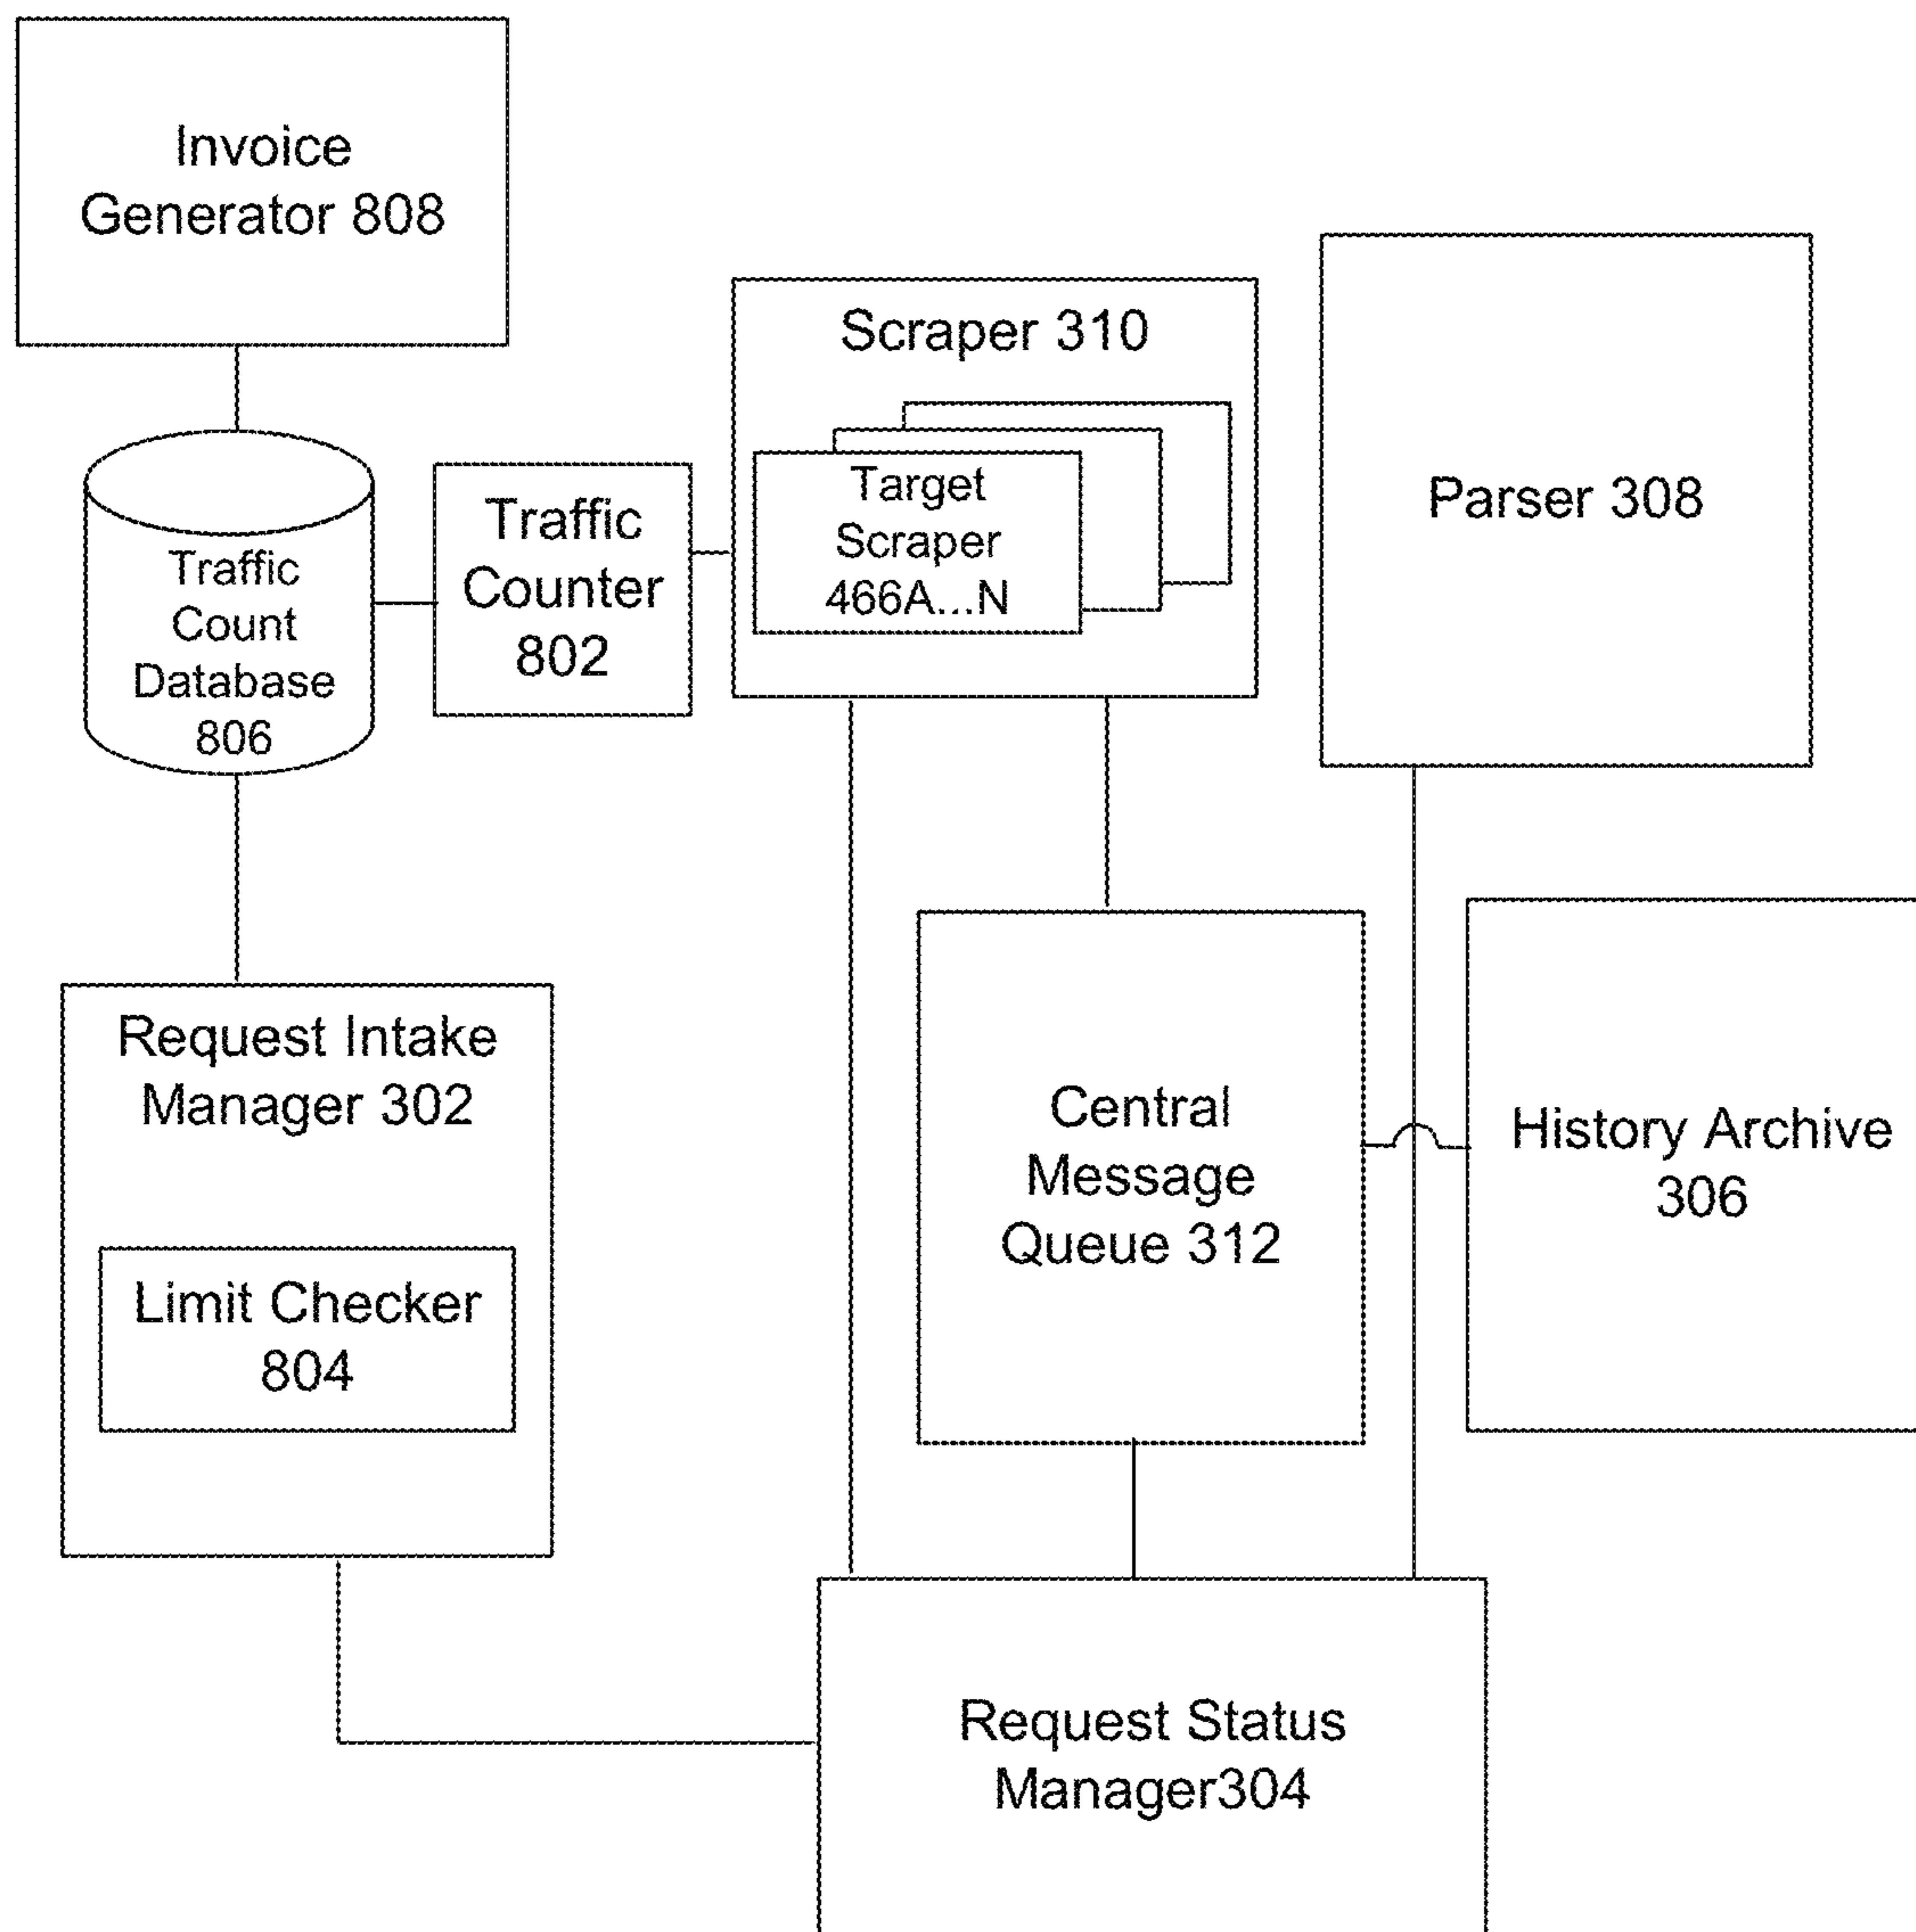 Invoice
Generator 808
Scraper 310
Target
Scraper
466A...N
Parser 308
Traffic
Counter
802
Traffic
Count
Database
806
Request Intake
Manager 302
Limit Checker
804
Central
Message
Queue 312
History Archive
306
Request Status
Manager304